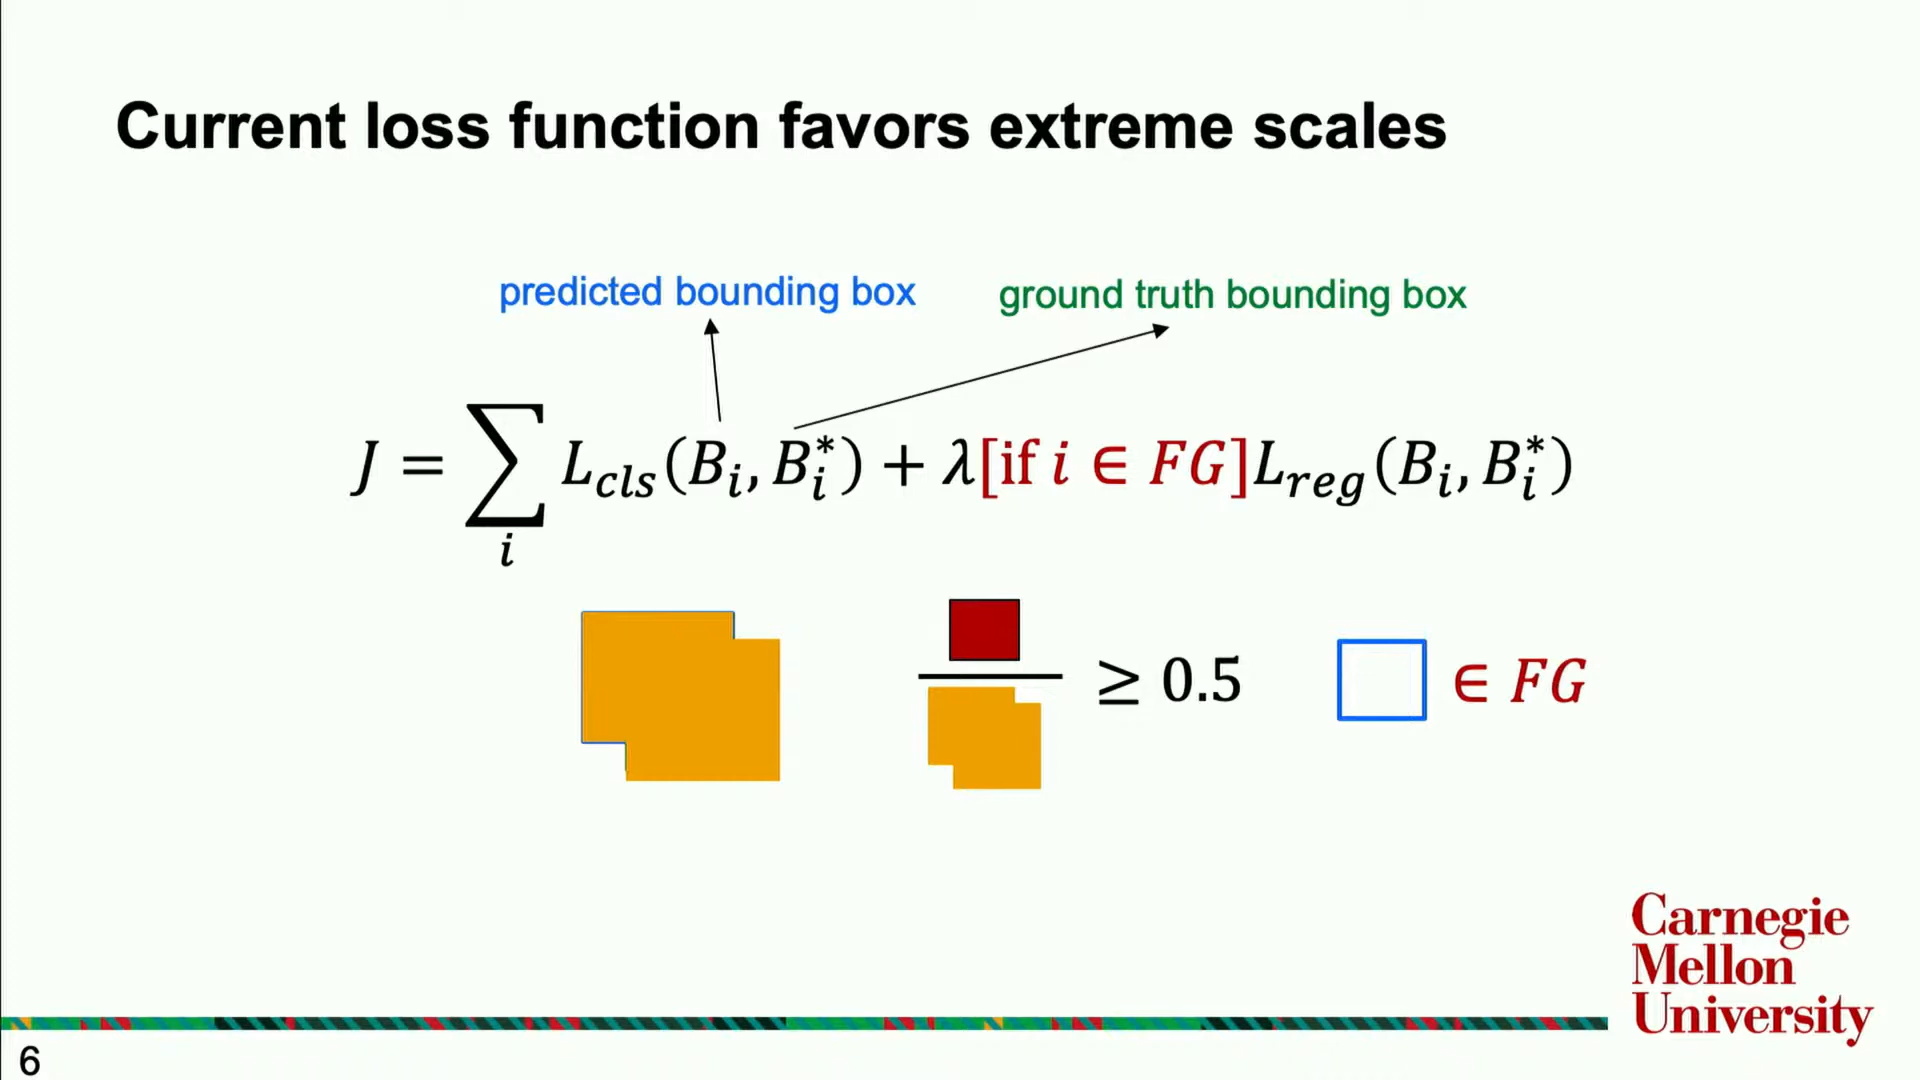 Current loss function favors extreme scales
predicted bounding box
ground truth bounding box
J = ∑_i L_cls(B_i, B_i^*) + λ[if i ∈ FG]L_reg(B_i, B_i^*)
≥ 0.5
∈ FG
Carnegie
Mellon
University
6